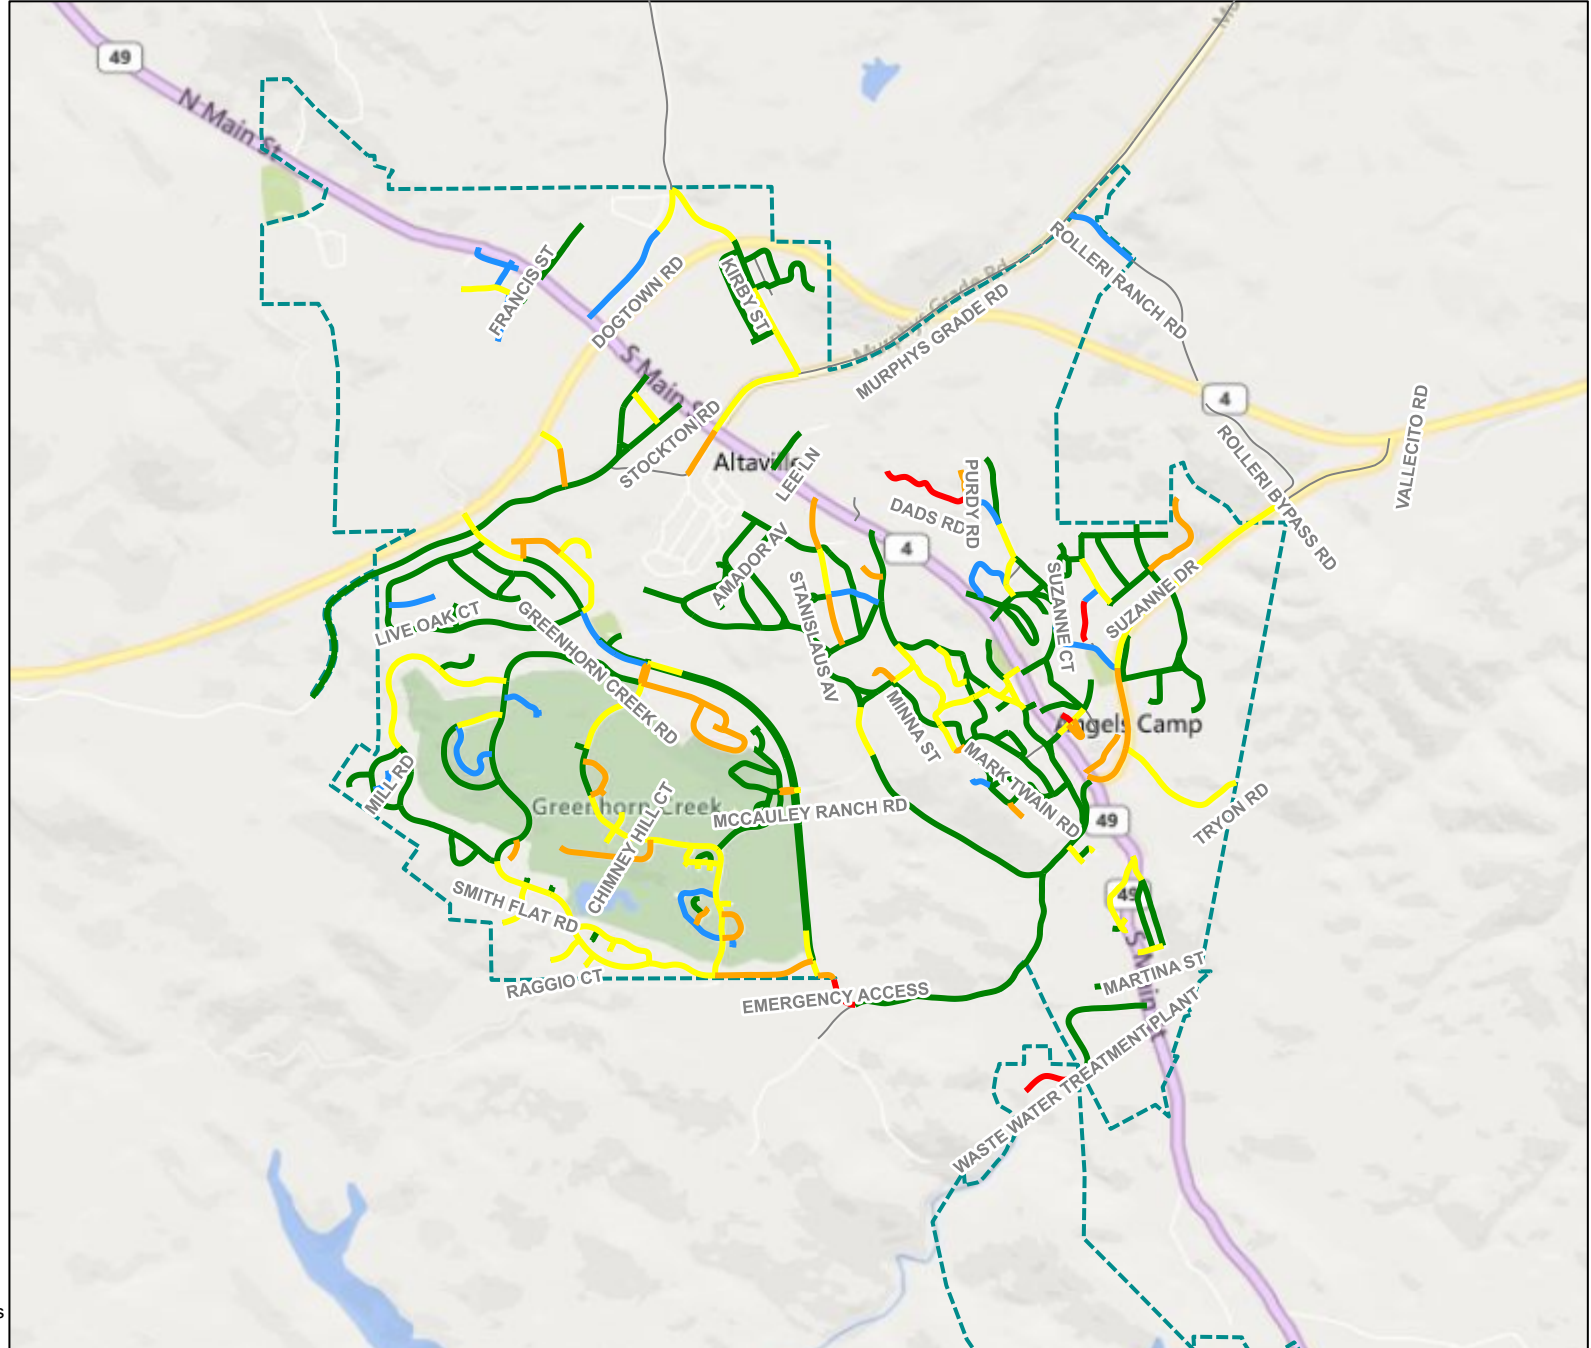 49
N Main St
FRANCIS ST
DOGTOWN RD
KIRBY ST
Murphys Grade Rd
MURPHYS GRADE RD
ROLLERI RANCH RD
S Main S
STOCKTON RD
4
VALLECITO RD
ROLLERI BYPASS RD
Altaville
LEE LN
DADS RD
PURDY RD
4
AMADOR AV
STANISLAUS AV
SUZANNE CT
SUZANNE DR
LIVE OAK CT
GREENHORN CREEK RD
MINNA ST
Angels Camp
MILL RD
Greenhorn Creek
CHIMNEY HILL CT
MCCAULEY RANCH RD
MARK TWAIN RD
49
TRYON RD
SMITH FLAT RD
49
S Main
RAGGIO CT
EMERGENCY ACCESS
MARTINA ST
WASTE WATER TREATMENT PLANT
s